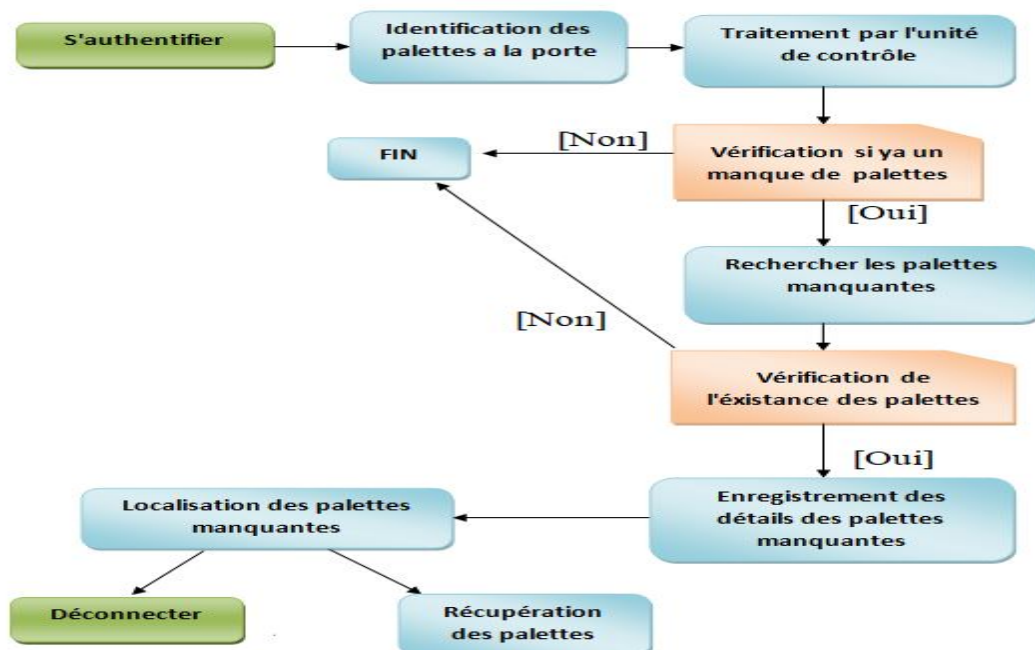 S'authentifier
Identification des
palettes a la porte
Traitement par l'unité
de contrôle
FIN
[Non]
Vérification si ya un
manque de palettes
[Oui]
Rechercher les palettes
manquantes
[Non]
Vérification de
l'éxistance des palettes
[Oui]
Localisation des palettes
manquantes
Enregistrement des
détails des palettes
manquantes
Déconnecter
Récupération
des palettes